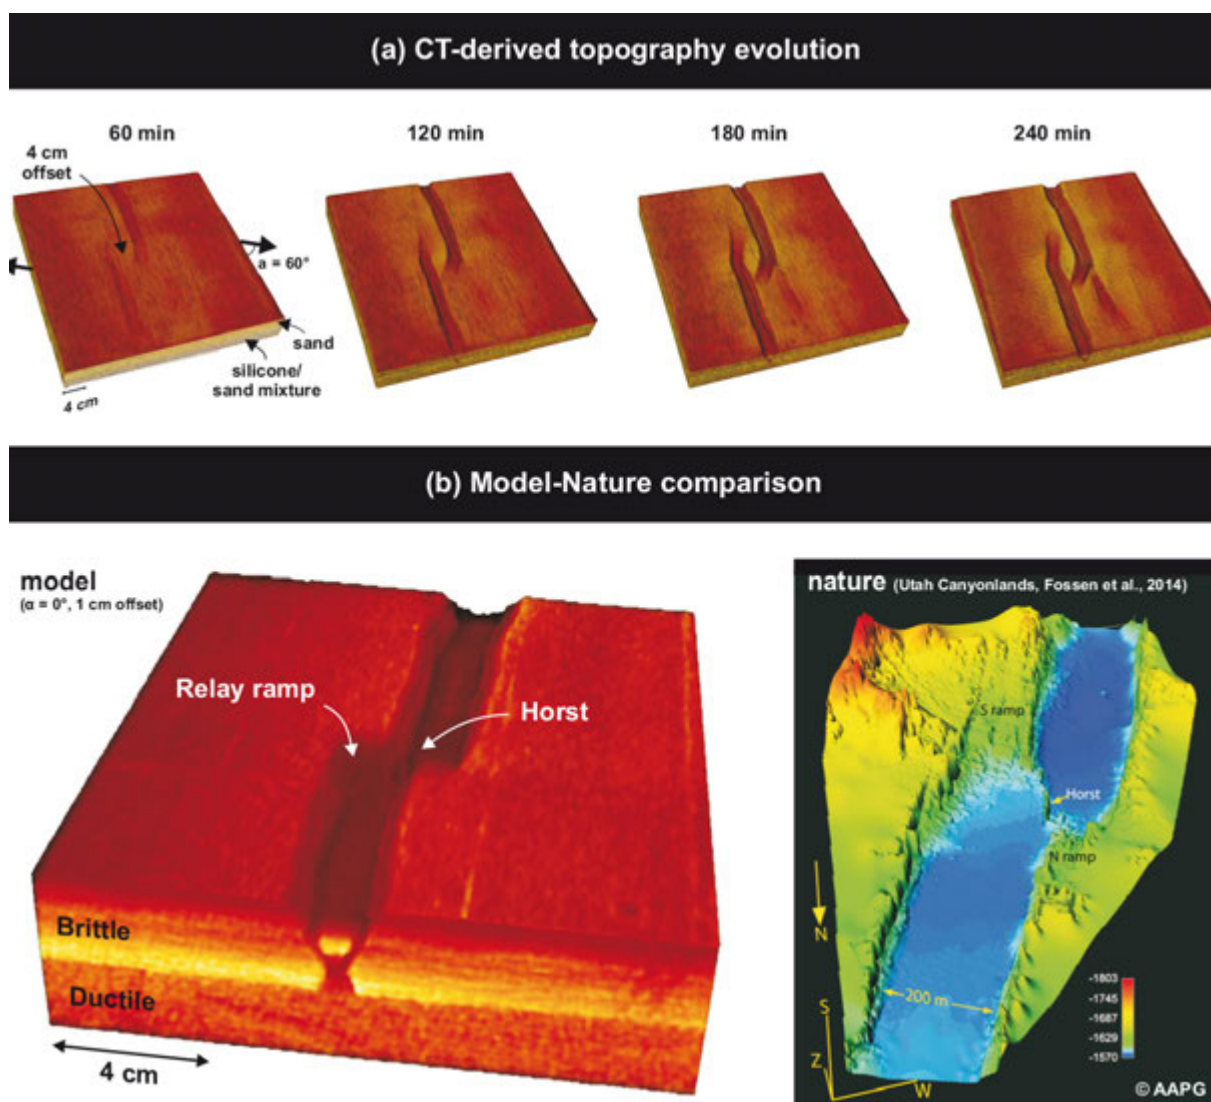 (a) CT-derived topography evolution
60 min
120 min
180 min
240 min
4 cm
offset
a = 60°
sand
silicone/
sand mixture
4 cm
(b) Model-Nature comparison
model
(α = 0°, 1 cm offset)
Relay ramp
Horst
Brittle
Ductile
4 cm
nature (Utah Canyonlands, Fossen et al., 2014)
S ramp
Horst
N ramp
N
200 m
S
Z
W
-1803
-1745
-1687
-1629
-1570
© AAPG